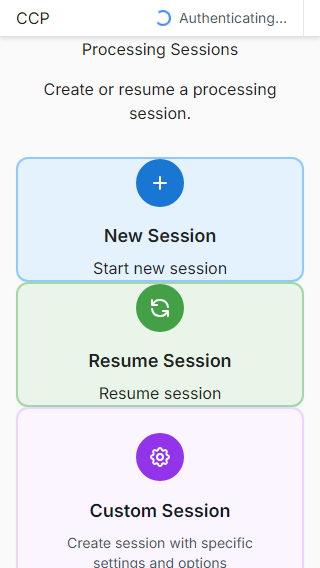 CCP
Authenticating...
Processing Sessions
Create or resume a processing
session.
New Session
Start new session
Resume Session
Resume session
Custom Session
Create session with specific
settings and options